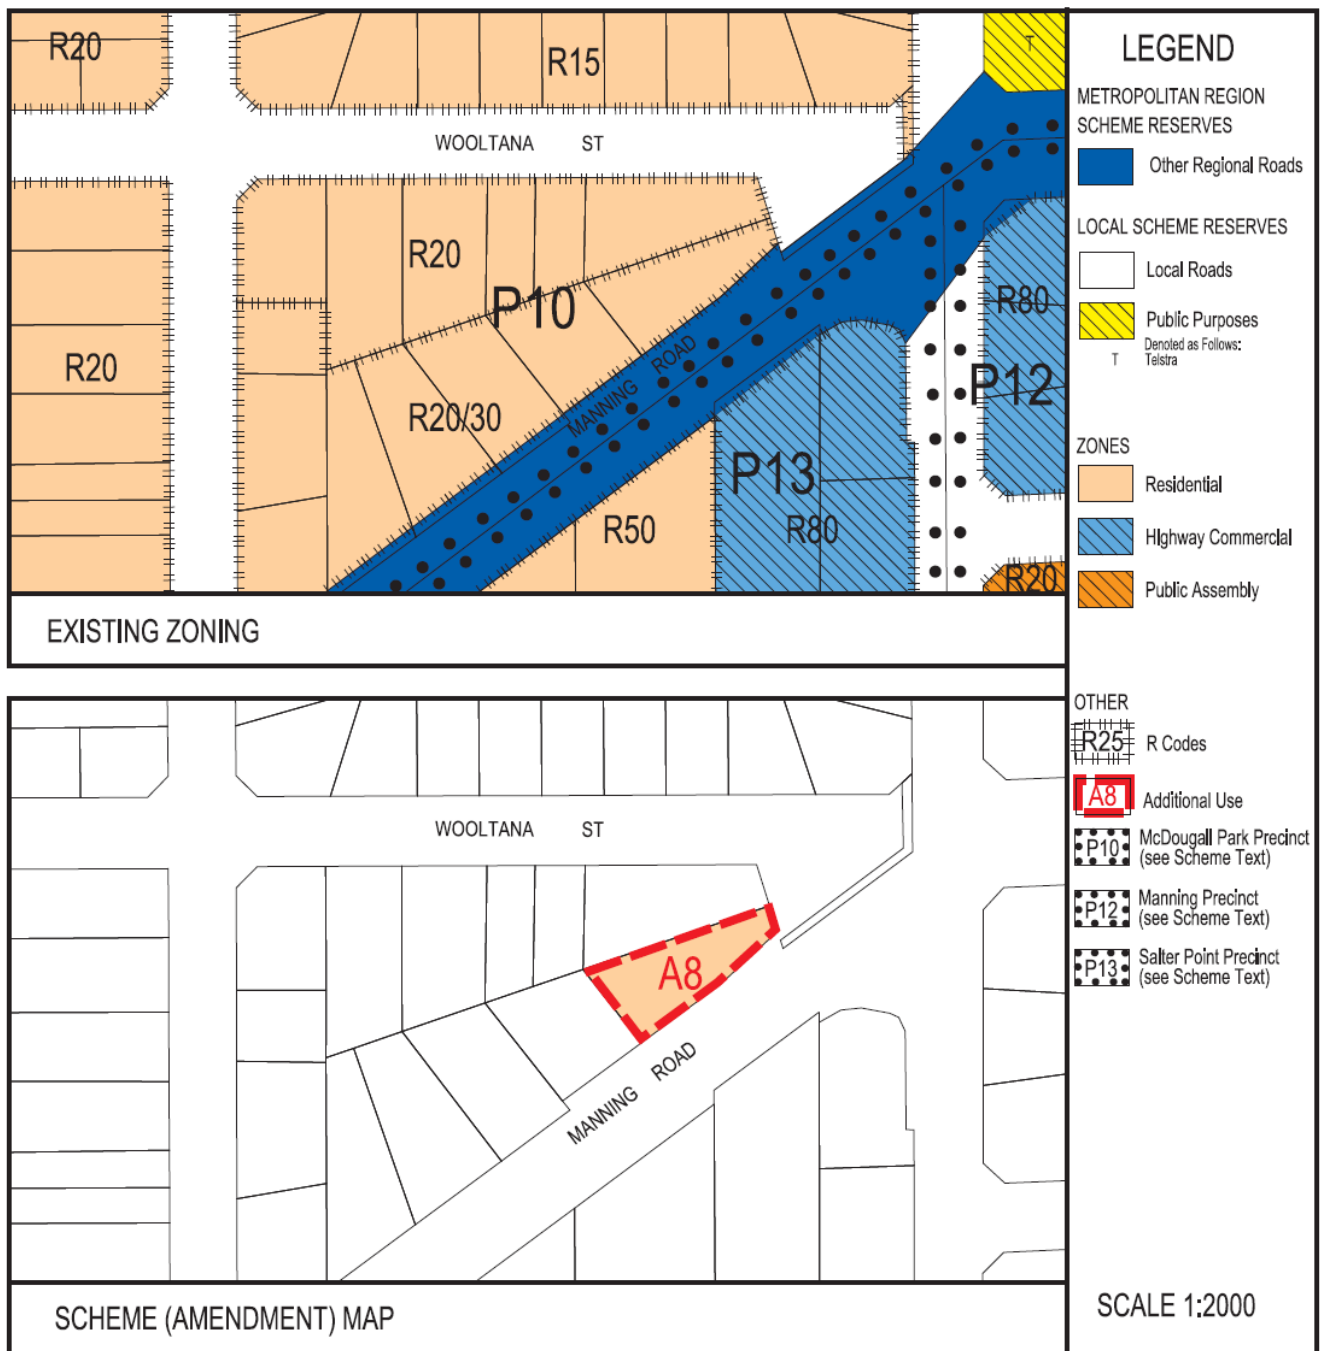 R20
R15
T
WOOLTANA ST
R20
P10
R80
R20
MANNING ROAD
P12
R20/30
P13
R50
R80
R20
EXISTING ZONING
WOOLTANA ST
A8
MANNING ROAD
SCHEME (AMENDMENT) MAP
LEGEND
METROPOLITAN REGION
SCHEME RESERVES
Other Regional Roads
LOCAL SCHEME RESERVES
Local Roads
Public Purposes
Denoted as Follows:
T Telstra
ZONES
Residential
Highway Commercial
Public Assembly
OTHER
R25 R Codes
A8 Additional Use
P10 McDougall Park Precinct
(see Scheme Text)
P12 Manning Precinct
(see Scheme Text)
P13 Salter Point Precinct
(see Scheme Text)
SCALE 1:2000